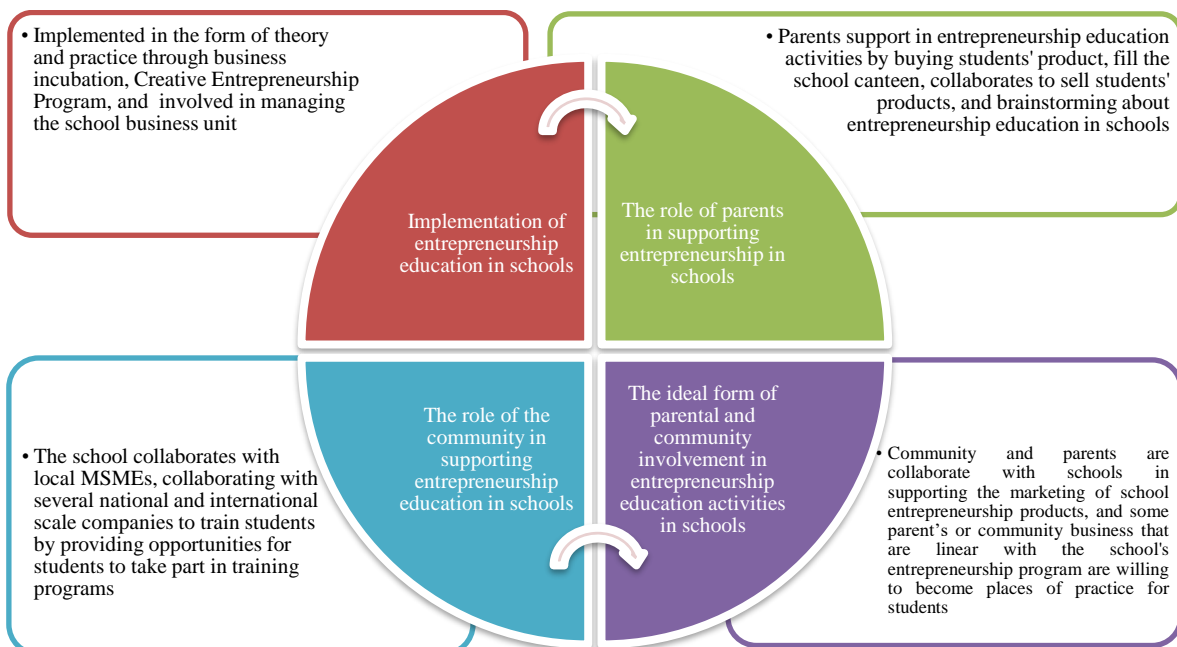 • Implemented in the form of theory
and practice through business
incubation, Creative Entrepreneurship
Program, and involved in managing
the school business unit
• Parents support in entrepreneurship education
activities by buying students' product, fill the
school canteen, collaborates to sell students'
products, and brainstorming about
entrepreneurship education in schools
Implementation of
entrepreneurship
education in schools
The role of parents
in supporting
entrepreneurship in
schools
The role of the
community in
supporting
entrepreneurship
education in schools
The ideal form of
parental and
community
involvement in
entrepreneurship
education activities
in schools
• The school collaborates with
local MSMEs, collaborating with
several national and international
scale companies to train students
by providing opportunities for
students to take part in training
programs
• Community and parents are
collaborate with schools in
supporting the marketing of school
entrepreneurship products, and some
parent’s or community business that
are linear with the school's
entrepreneurship program are willing
to become places of practice for
students